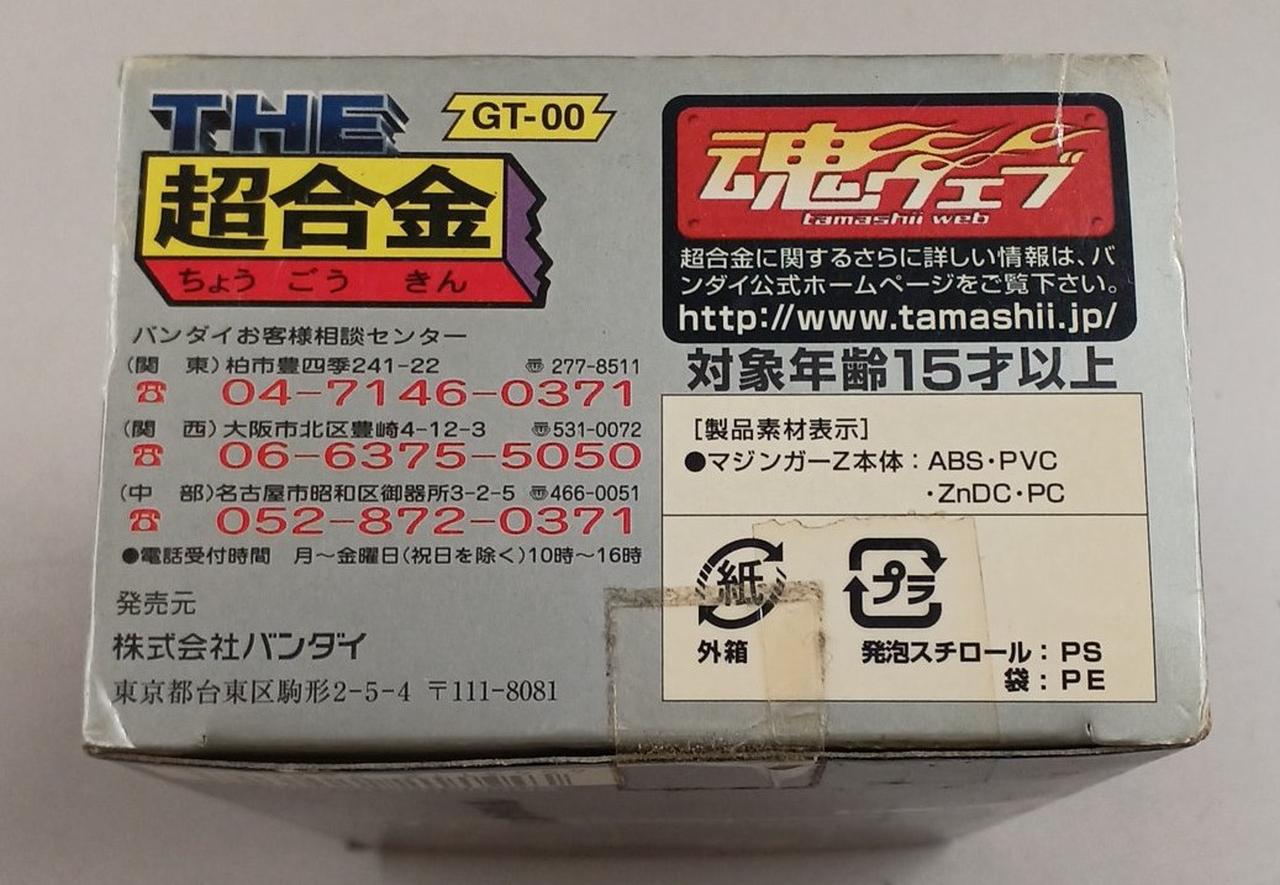 THE
GT-00
超合金
ちょう ごう きん
バンダイお客様相談センター
(関 東)柏市豊四季241-22 〠277-8511
☎ 04-7146-0371
(関 西)大阪市北区豊崎4-12-3 〠531-0072
☎ 06-6375-5050
(中 部)名古屋市昭和区御器所3-2-5 〠466-0051
☎ 052-872-0371
●電話受付時間 月~金曜日(祝日を除く)10時~16時
発売元
株式会社バンダイ
東京都台東区駒形2-5-4 〒111-8081
魂ウェブ
tamashii web
超合金に関するさらに詳しい情報は、バ
ンダイ公式ホームページをご覧下さい。
http://www.tamashii.jp/
対象年齢15才以上
[製品素材表示]
●マジンガーZ本体:ABS・PVC
・ZnDC・PC
紙
プラ
外箱
発泡スチロール:PS
袋:PE